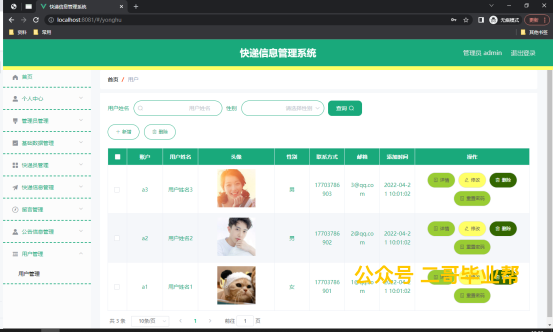 快递信息管理系统
localhost:8081/#/yonghu
无痕模式
更新
资料
常用
其他书签
快递信息管理系统
管理员 admin
退出登录
首页
个人中心
管理员管理
基础数据管理
快递员管理
快递信息管理
留言管理
公告信息管理
用户管理
用户管理
首页 / 用户
用户姓名 用户姓名 性别 请选择性别 查询
+ 新增 删除
账户 用户姓名 头像 性别 联系方式 邮箱 添加时间 操作
a3 用户姓名3 男 17703786903 3@qq.com 2022-04-21 10:01:02 详情 修改 删除 重置密码
a2 用户姓名2 男 17703786902 2@qq.com 2022-04-21 10:01:02 详情 修改 删除 重置密码
a1 用户姓名1 女 17703786901 1@qq.com 2022-04-21 10:01:02 重置密码
公众号 二哥毕业帮
共 3 条 10条/页 < 1 > 前往 1 页